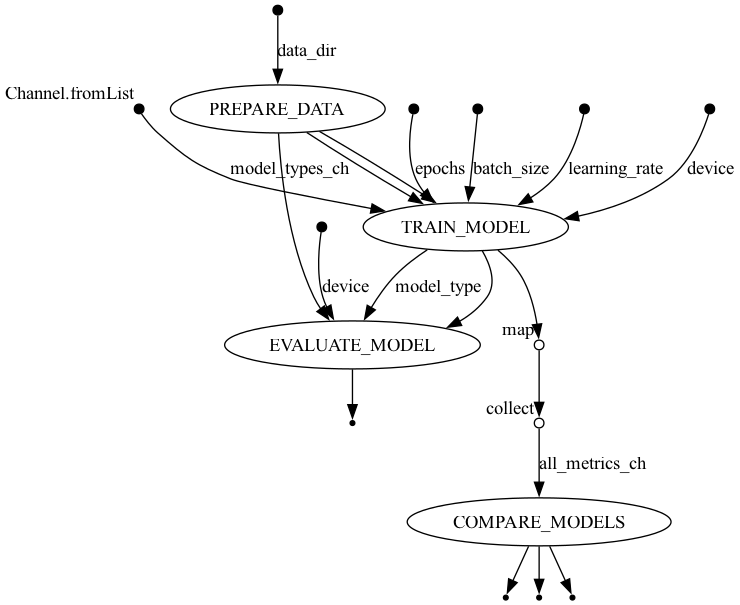 data_dir
Channel.fromList
PREPARE_DATA
model_types_ch
epochs
batch_size
learning_rate
device
TRAIN_MODEL
device
model_type
map
EVALUATE_MODEL
collect
all_metrics_ch
COMPARE_MODELS